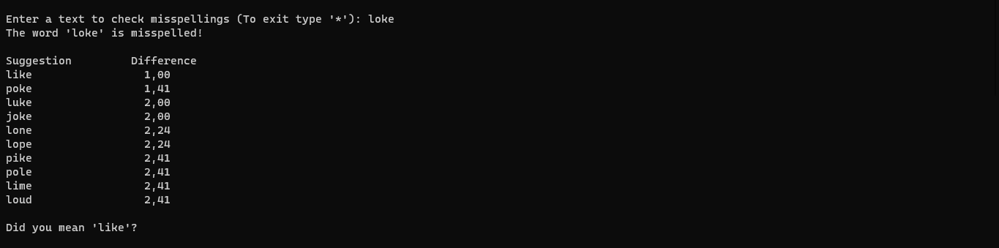 Enter a text to check misspellings (To exit type '*'): loke
The word 'loke' is misspelled!
Suggestion Difference
like 1,00
poke 1,41
luke 2,00
joke 2,00
lone 2,24
lope 2,24
pike 2,41
pole 2,41
lime 2,41
loud 2,41
Did you mean 'like'?